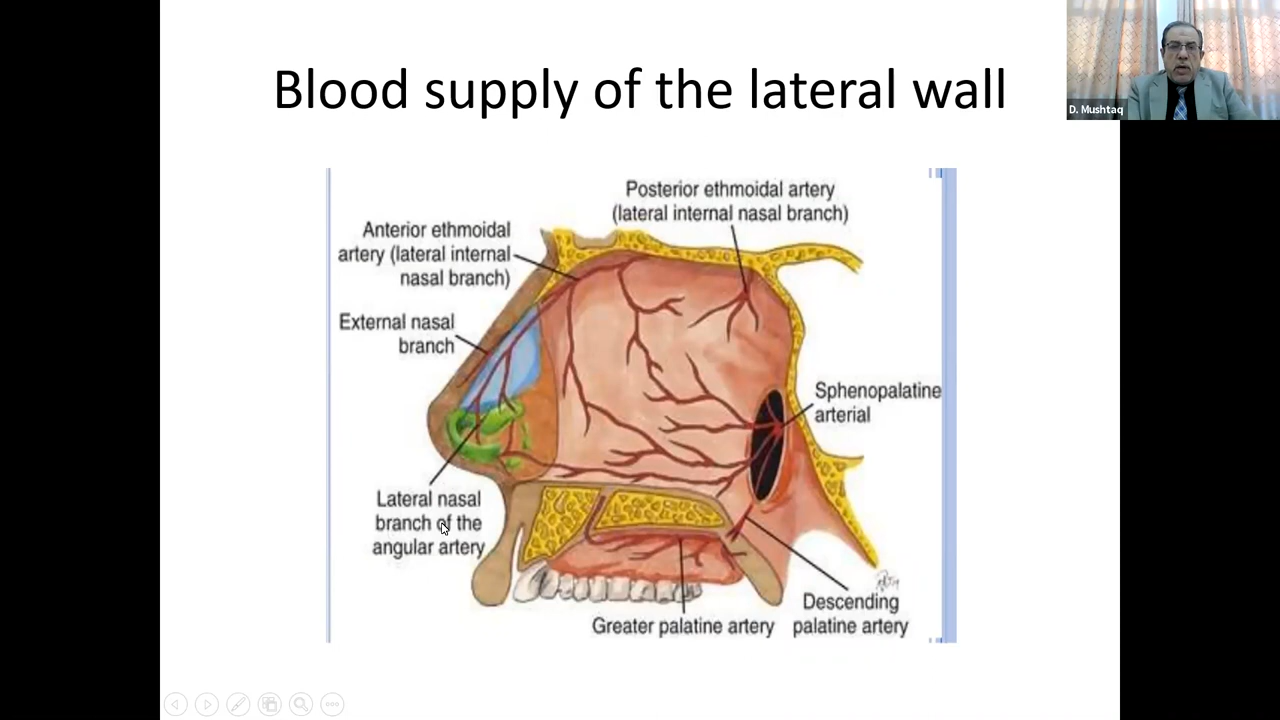 Blood supply of the lateral wall
D. Mushtaq
Posterior ethmoidal artery
(lateral internal nasal branch)
Anterior ethmoidal
artery (lateral internal
nasal branch)
External nasal
branch
Sphenopalatine
arterial
Lateral nasal
branch of the
angular artery
Descending
palatine artery
Greater palatine artery